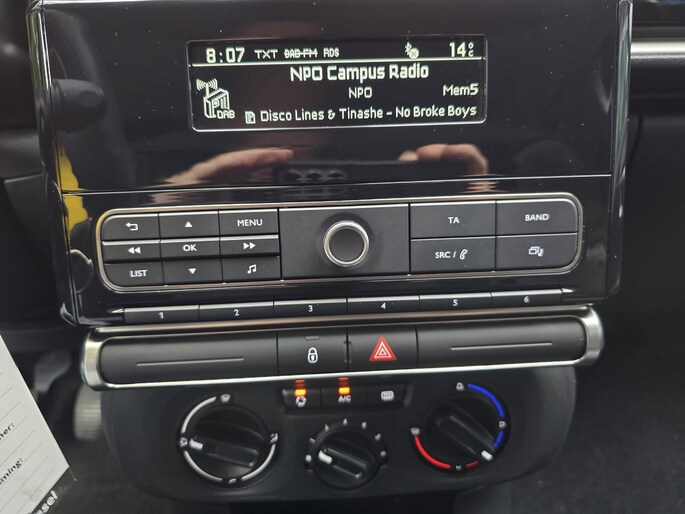 8:07 TXT DAB-FM RDS 14°C
NPO Campus Radio
NPO Mem5
DAB Disco Lines & Tinashe - No Broke Boys
MENU TA BAND
OK
LIST SRC /
1 2 3 4 5 6
A/C